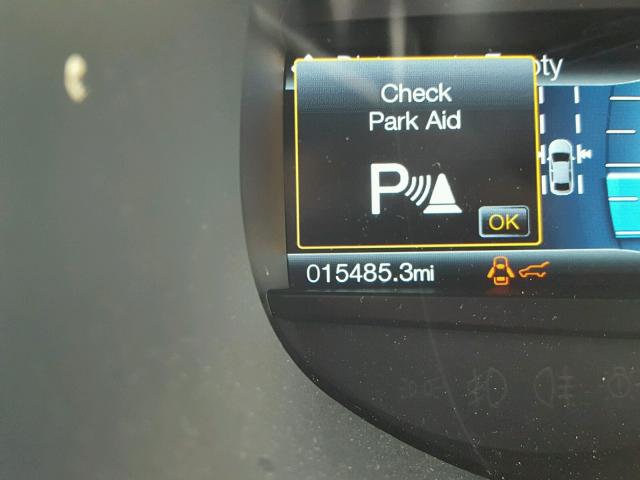 Check
Park Aid
P
OK
015485.3mi